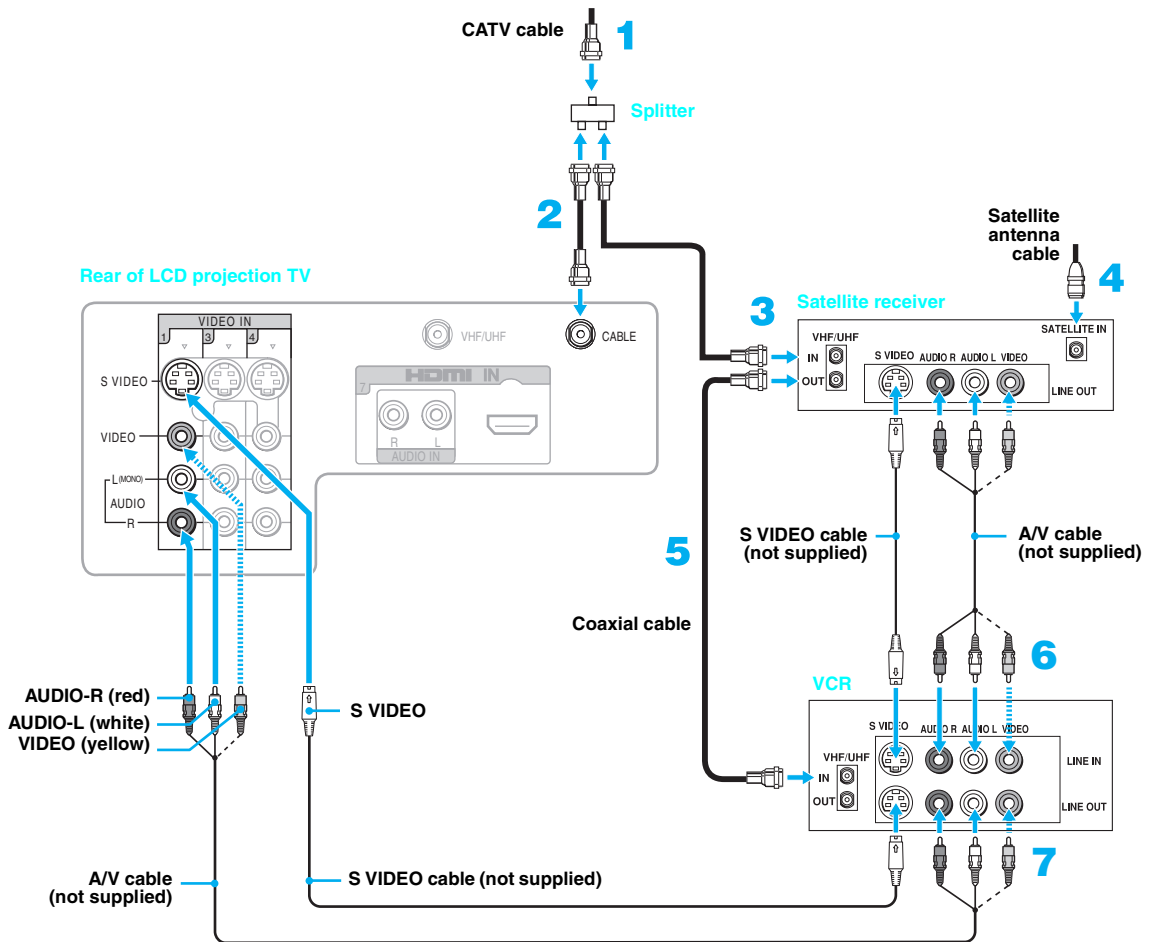 CATV cable
1
Splitter
2
Satellite
antenna
cable
4
Rear of LCD projection TV
3
Satellite receiver
VIDEO IN
1
3
4
VHF/UHF
CABLE
S VIDEO
VIDEO
L (MONO)
AUDIO
R
7
HDMI IN
R
L
AUDIO IN
VHF/UHF
IN
OUT
SATELLITE IN
S VIDEO
AUDIO R
AUDIO L
VIDEO
LINE OUT
5
S VIDEO cable
(not supplied)
A/V cable
(not supplied)
Coaxial cable
6
AUDIO-R (red)
AUDIO-L (white)
VIDEO (yellow)
S VIDEO
VCR
S VIDEO
AUDIO R
AUDIO L
VIDEO
VHF/UHF
IN
OUT
LINE IN
LINE OUT
7
A/V cable
(not supplied)
S VIDEO cable (not supplied)